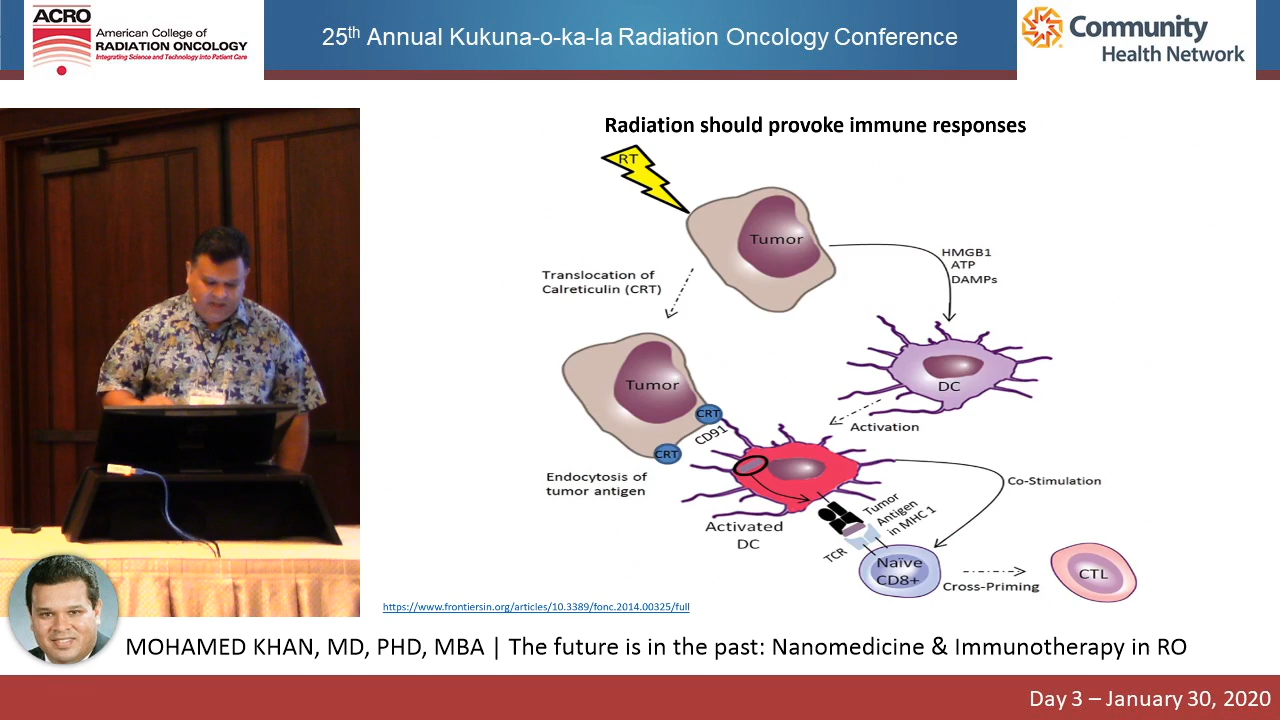 ACRO
American College of
RADIATION ONCOLOGY
Integrating Science and Technology Into Patient Care
25th Annual Kukuna-o-ka-la Radiation Oncology Conference
Community
Health Network
Radiation should provoke immune responses
RT
Tumor
HMGB1
ATP
DAMPs
Translocation of
Calreticulin (CRT)
DC
Tumor
CRT
CD91
CRT
Activation
Endocytosis of
tumor antigen
Co-Stimulation
Activated
DC
Tumor
Antigen
in MHC 1
TCR
Naïve
CD8+
Cross-Priming
CTL
https://www.frontiersin.org/articles/10.3389/fonc.2014.00325/full
MOHAMED KHAN, MD, PHD, MBA | The future is in the past: Nanomedicine & Immunotherapy in RO
Day 3 – January 30, 2020